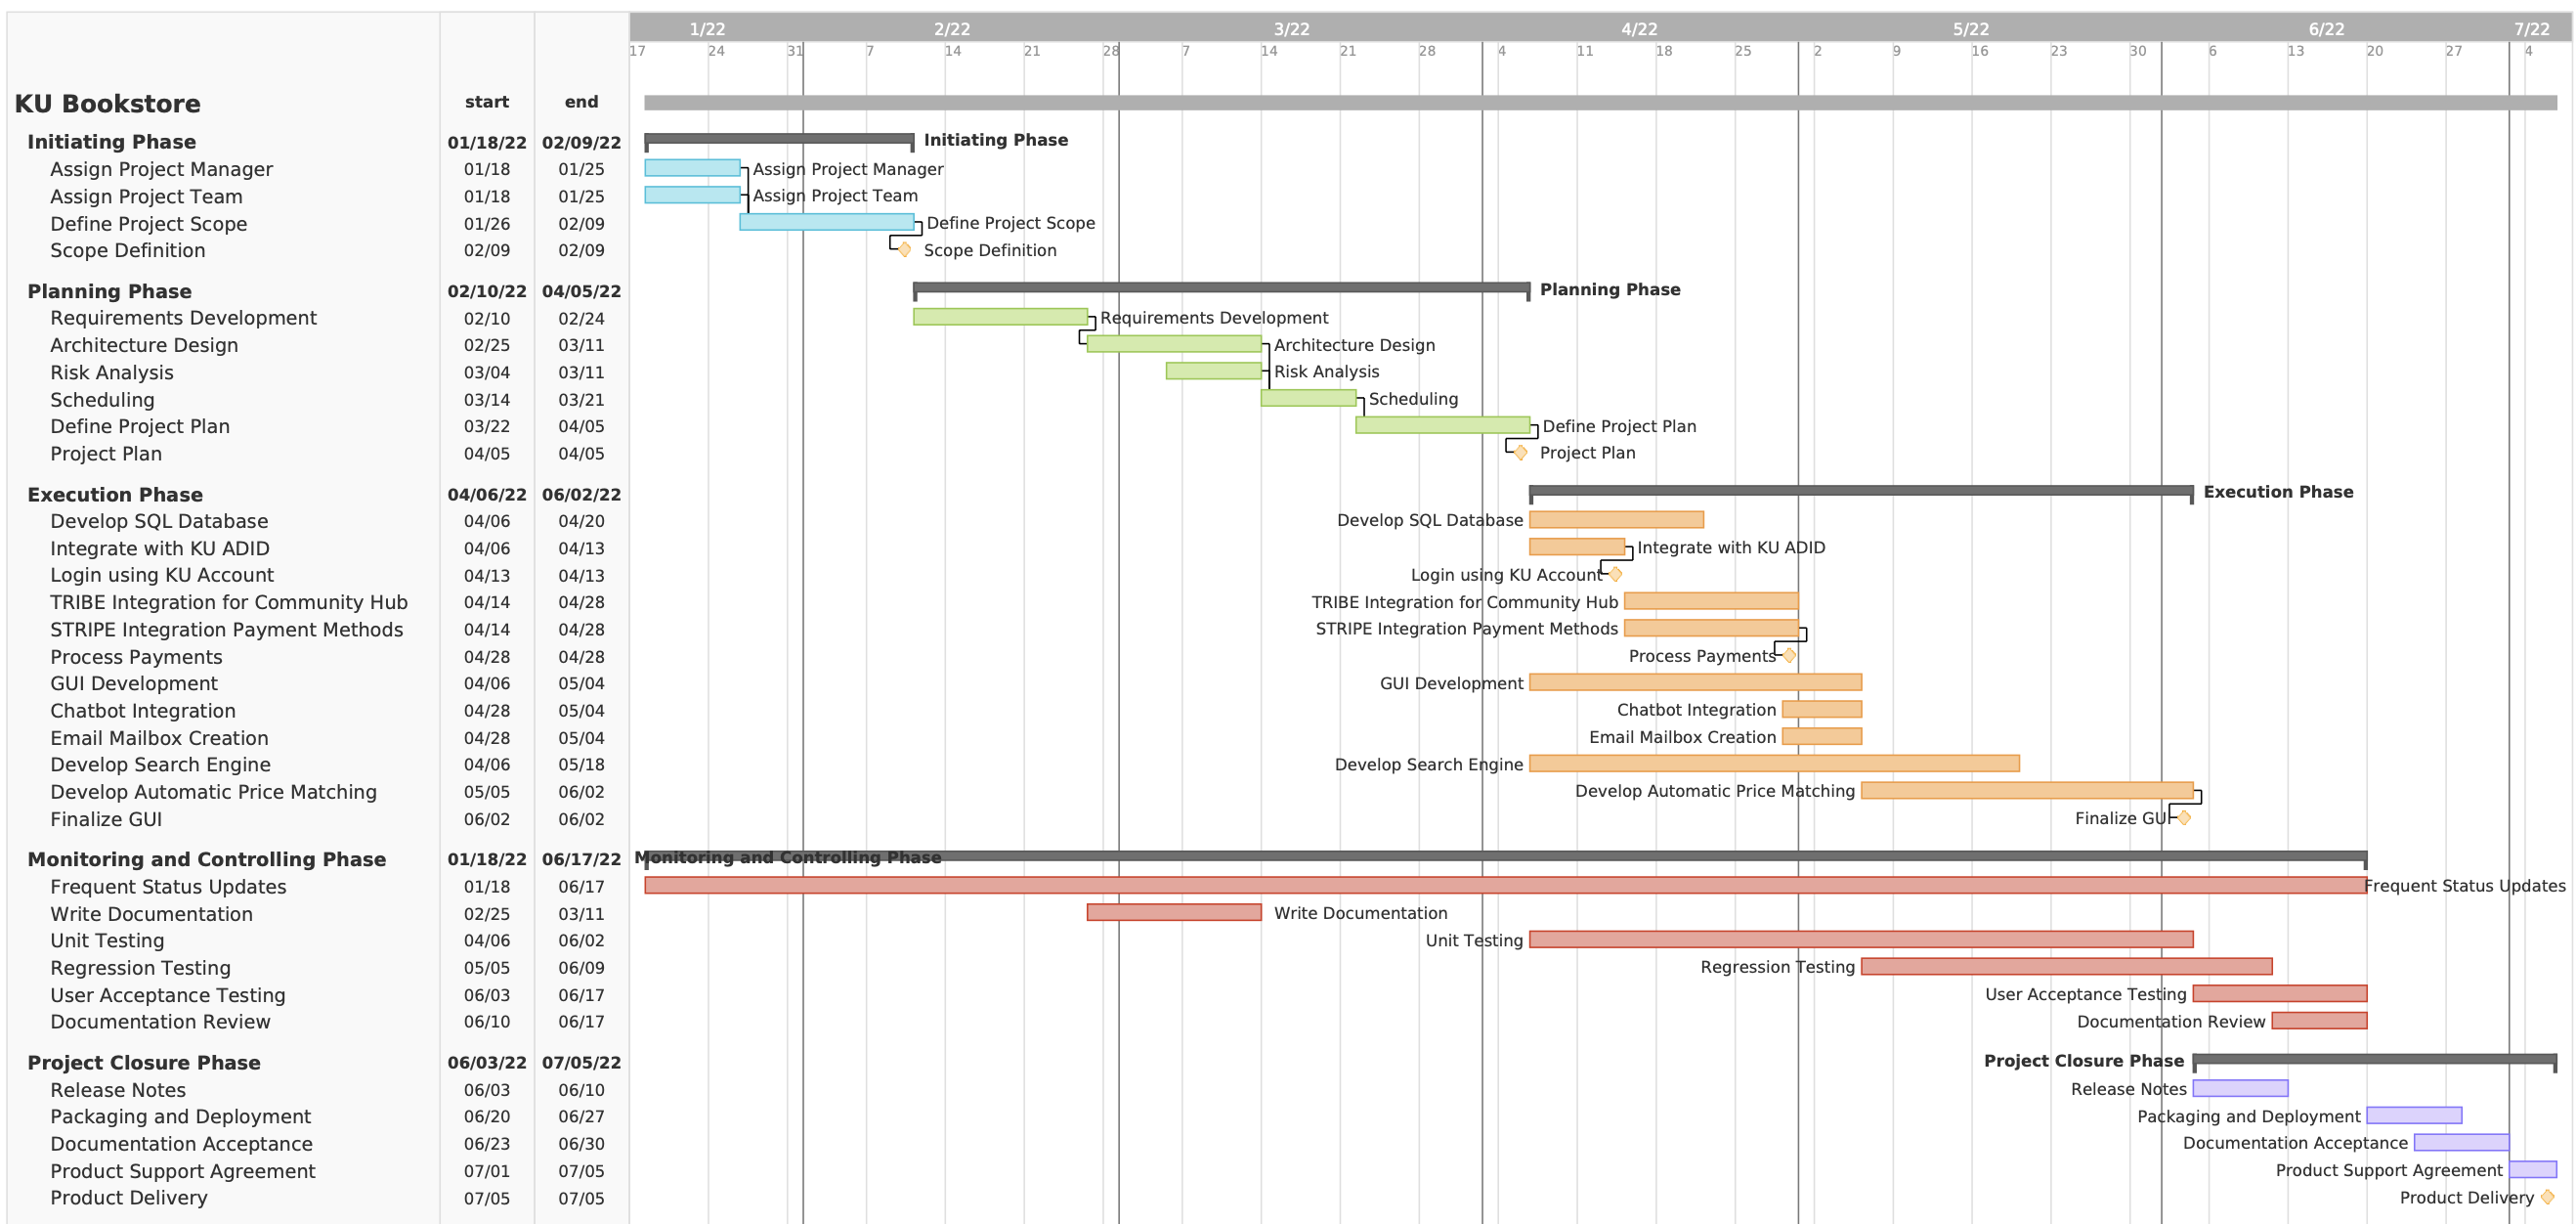 1/22 2/22 3/22 4/22 5/22 6/22 7/22
17 24 31 7 14 21 28 7 14 21 28 4 11 18 25 2 9 16 23 30 6 13 20 27 4
KU Bookstore start end
Initiating Phase 01/18/22 02/09/22 Initiating Phase
Assign Project Manager 01/18 01/25 Assign Project Manager
Assign Project Team 01/18 01/25 Assign Project Team
Define Project Scope 01/26 02/09 Define Project Scope
Scope Definition 02/09 02/09 Scope Definition
Planning Phase 02/10/22 04/05/22 Planning Phase
Requirements Development 02/10 02/24 Requirements Development
Architecture Design 02/25 03/11 Architecture Design
Risk Analysis 03/04 03/11 Risk Analysis
Scheduling 03/14 03/21 Scheduling
Define Project Plan 03/22 04/05 Define Project Plan
Project Plan 04/05 04/05 Project Plan
Execution Phase 04/06/22 06/02/22 Execution Phase
Develop SQL Database 04/06 04/20 Develop SQL Database
Integrate with KU ADID 04/06 04/13 Integrate with KU ADID
Login using KU Account 04/13 04/13 Login using KU Account
TRIBE Integration for Community Hub 04/14 04/28 TRIBE Integration for Community Hub
STRIPE Integration Payment Methods 04/14 04/28 STRIPE Integration Payment Methods
Process Payments 04/28 04/28 Process Payments
GUI Development 04/06 05/04 GUI Development
Chatbot Integration 04/28 05/04 Chatbot Integration
Email Mailbox Creation 04/28 05/04 Email Mailbox Creation
Develop Search Engine 04/06 05/18 Develop Search Engine
Develop Automatic Price Matching 05/05 06/02 Develop Automatic Price Matching
Finalize GUI 06/02 06/02 Finalize GUI
Monitoring and Controlling Phase 01/18/22 06/17/22 Monitoring and Controlling Phase
Frequent Status Updates 01/18 06/17 Frequent Status Updates
Write Documentation 02/25 03/11 Write Documentation
Unit Testing 04/06 06/02 Unit Testing
Regression Testing 05/05 06/09 Regression Testing
User Acceptance Testing 06/03 06/17 User Acceptance Testing
Documentation Review 06/10 06/17 Documentation Review
Project Closure Phase 06/03/22 07/05/22 Project Closure Phase
Release Notes 06/03 06/10 Release Notes
Packaging and Deployment 06/20 06/27 Packaging and Deployment
Documentation Acceptance 06/23 06/30 Documentation Acceptance
Product Support Agreement 07/01 07/05 Product Support Agreement
Product Delivery 07/05 07/05 Product Delivery